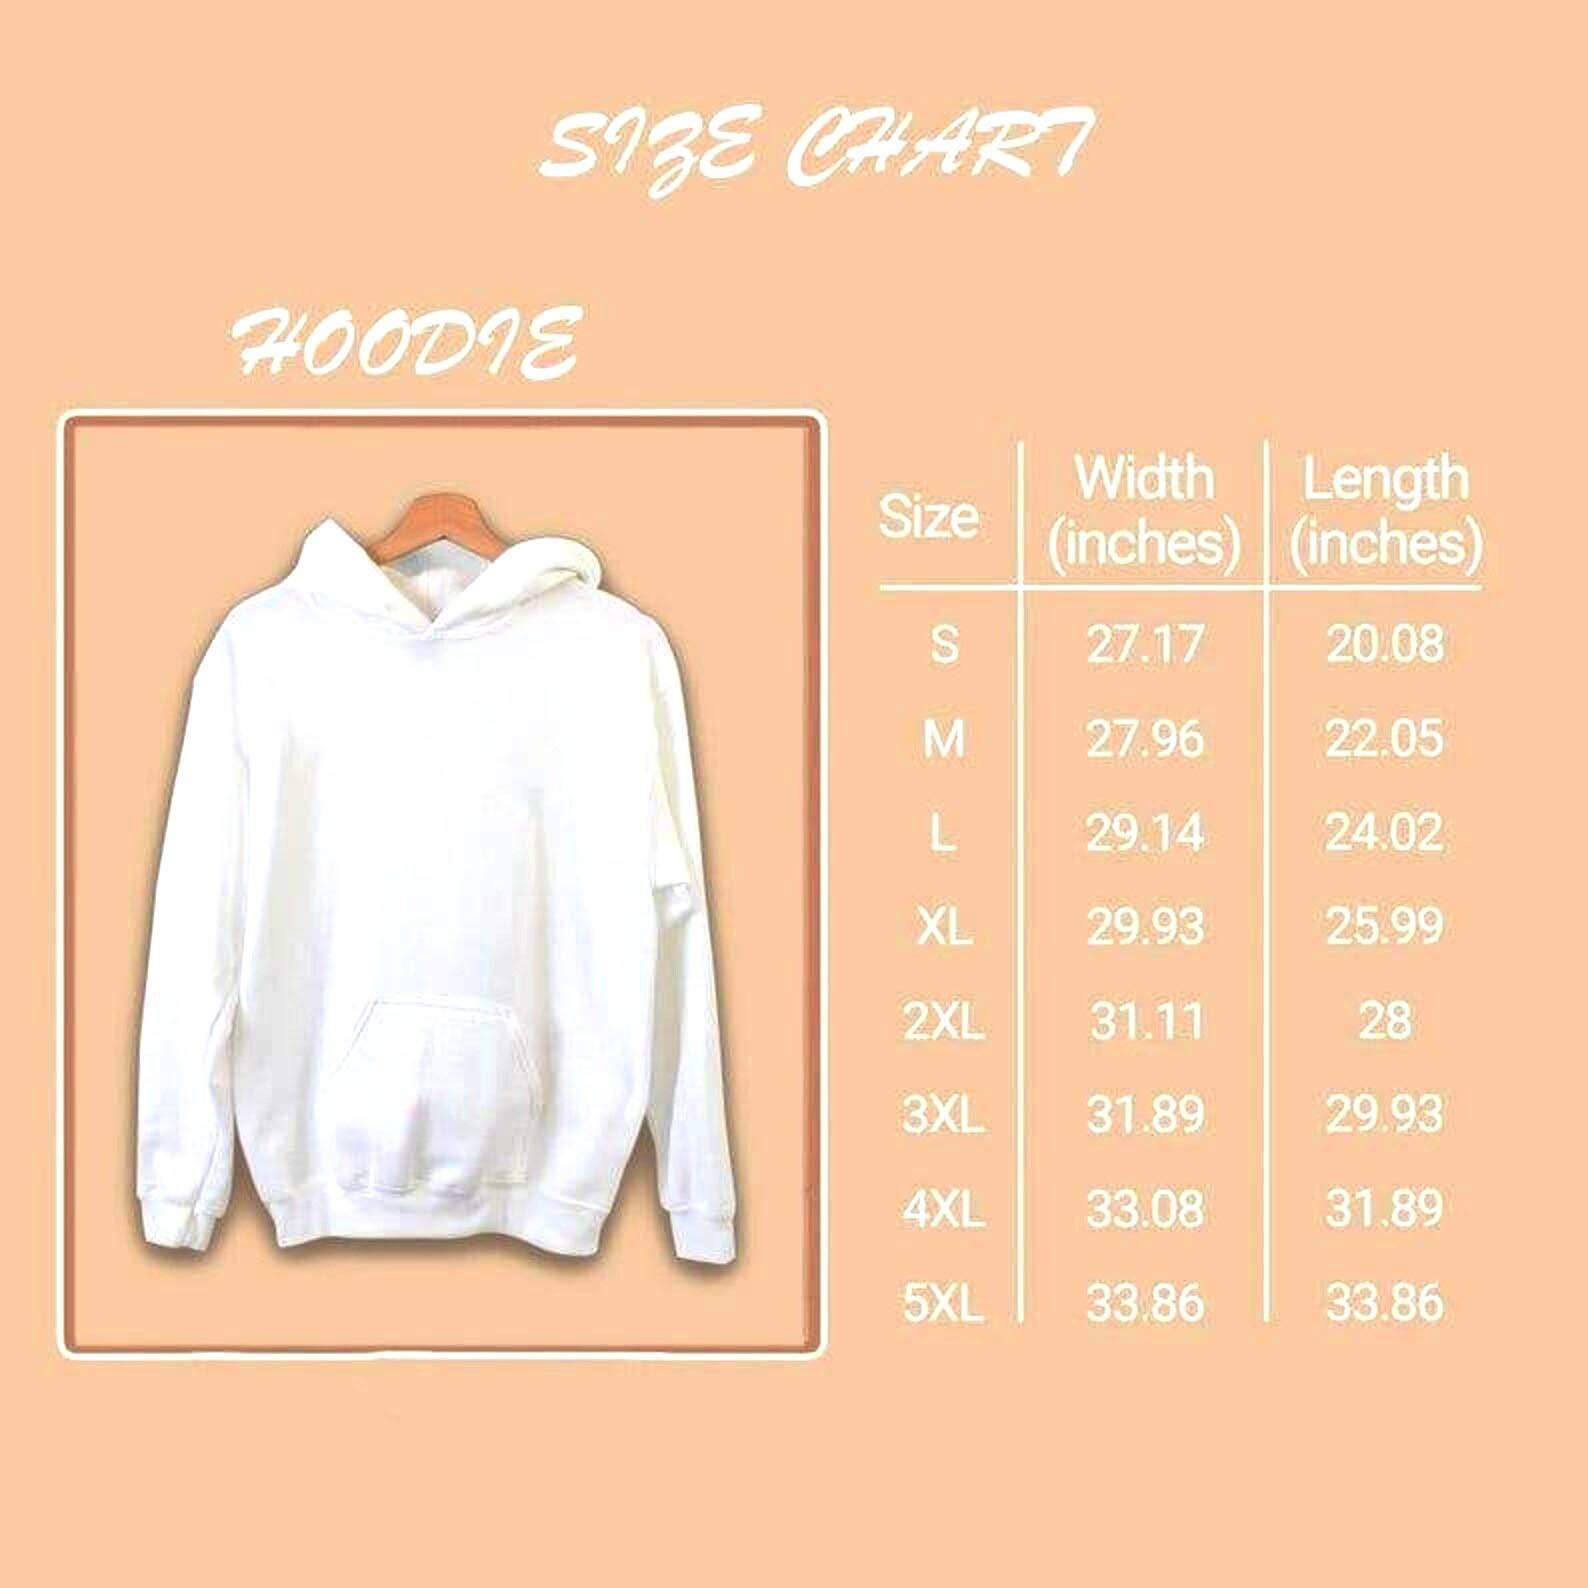 SIZE CHART
HOODIE
Size Width (inches) Length (inches)
S 27.17 20.08
M 27.96 22.05
L 29.14 24.02
XL 29.93 25.99
2XL 31.11 28
3XL 31.89 29.93
4XL 33.08 31.89
5XL 33.86 33.86